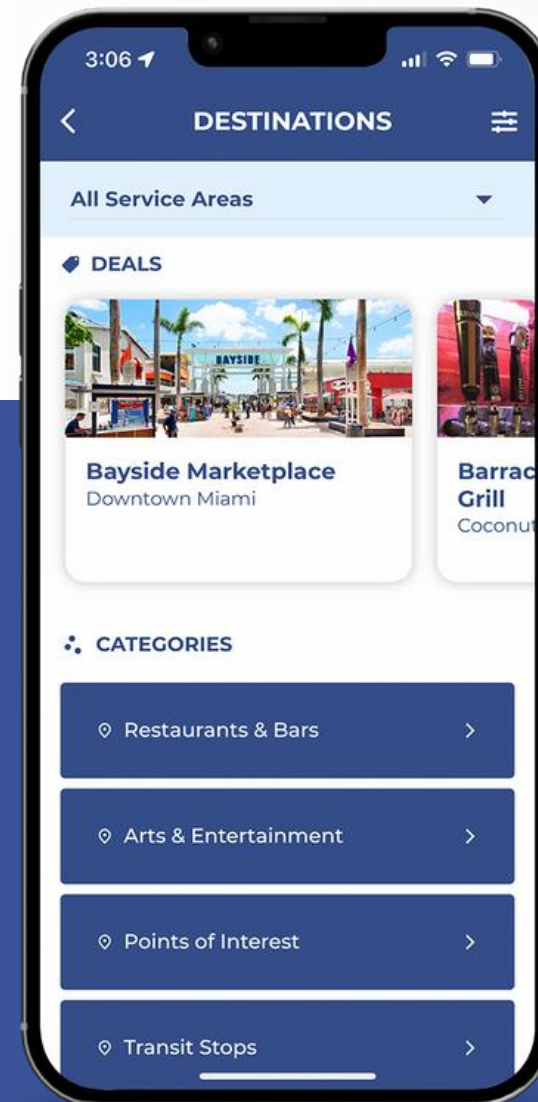 3:06
DESTINATIONS
All Service Areas
DEALS
BAYSIDE
Bayside Marketplace
Downtown Miami
Barrac
Grill
Coconut
CATEGORIES
Restaurants & Bars
Arts & Entertainment
Points of Interest
Transit Stops